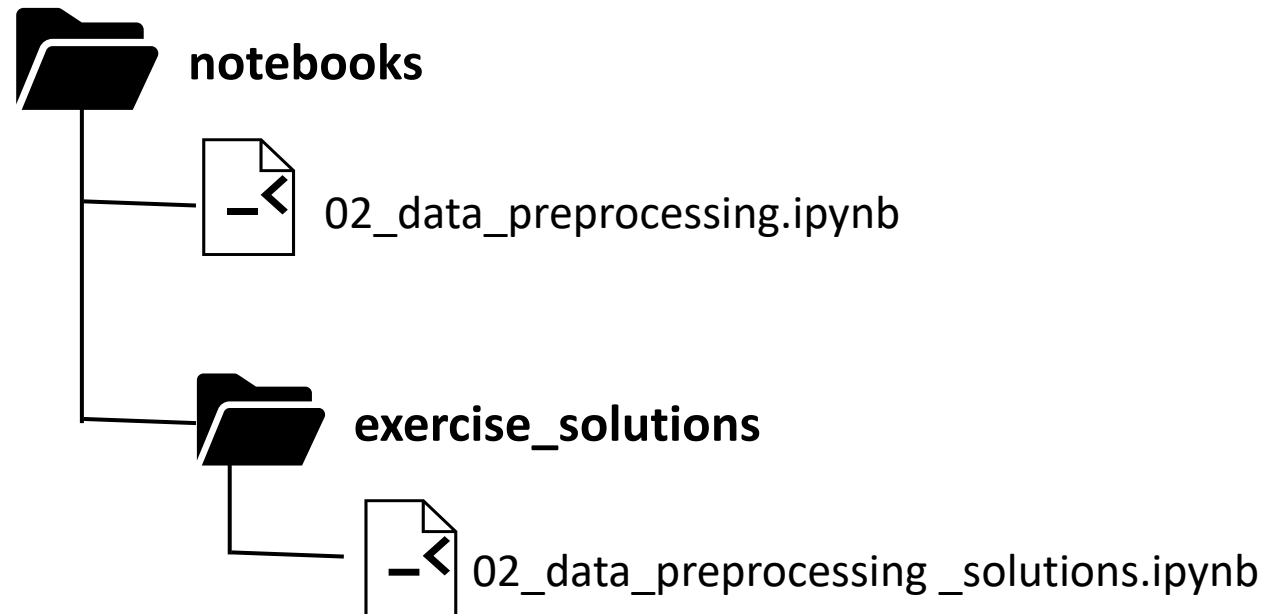 notebooks
02_data_preprocessing.ipynb
exercise_solutions
02_data_preprocessing _solutions.ipynb